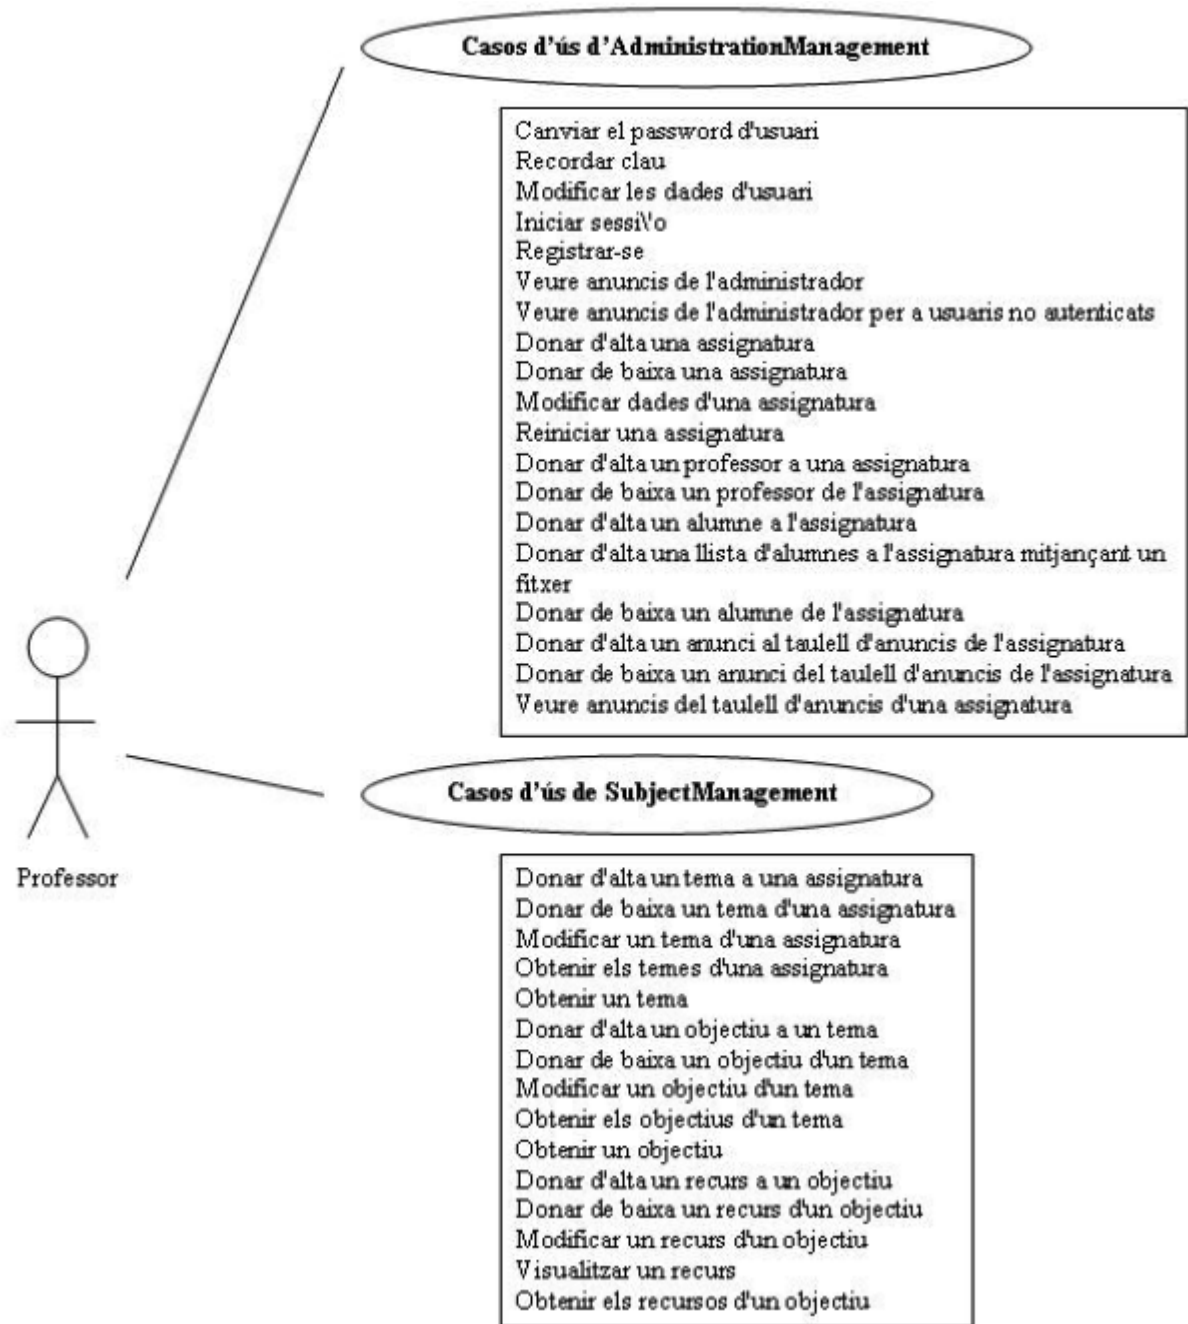 Casos d'ús d'AdministrationManagement
Canviar el password d'usuari
Recordar clau
Modificar les dades d'usuari
Iniciar sessi\'o
Registrar-se
Veure anuncis de l'administrador
Veure anuncis de l'administrador per a usuaris no autenticats
Donar d'alta una assignatura
Donar de baixa una assignatura
Modificar dades d'una assignatura
Reiniciar una assignatura
Donar d'alta un professor a una assignatura
Donar de baixa un professor de l'assignatura
Donar d'alta un alumne a l'assignatura
Donar d'alta una llista d'alumnes a l'assignatura mitjançant un
fitxer
Donar de baixa un alumne de l'assignatura
Donar d'alta un anunci al taulell d'anuncis de l'assignatura
Donar de baixa un anunci del taulell d'anuncis de l'assignatura
Veure anuncis del taulell d'anuncis d'una assignatura
Casos d'ús de SubjectManagement
Professor
Donar d'alta un tema a una assignatura
Donar de baixa un tema d'una assignatura
Modificar un tema d'una assignatura
Obtenir els temes d'una assignatura
Obtenir un tema
Donar d'alta un objectiu a un tema
Donar de baixa un objectiu d'un tema
Modificar un objectiu d'un tema
Obtenir els objectius d'un tema
Obtenir un objectiu
Donar d'alta un recurs a un objectiu
Donar de baixa un recurs d'un objectiu
Modificar un recurs d'un objectiu
Visualitzar un recurs
Obtenir els recursos d'un objectiu